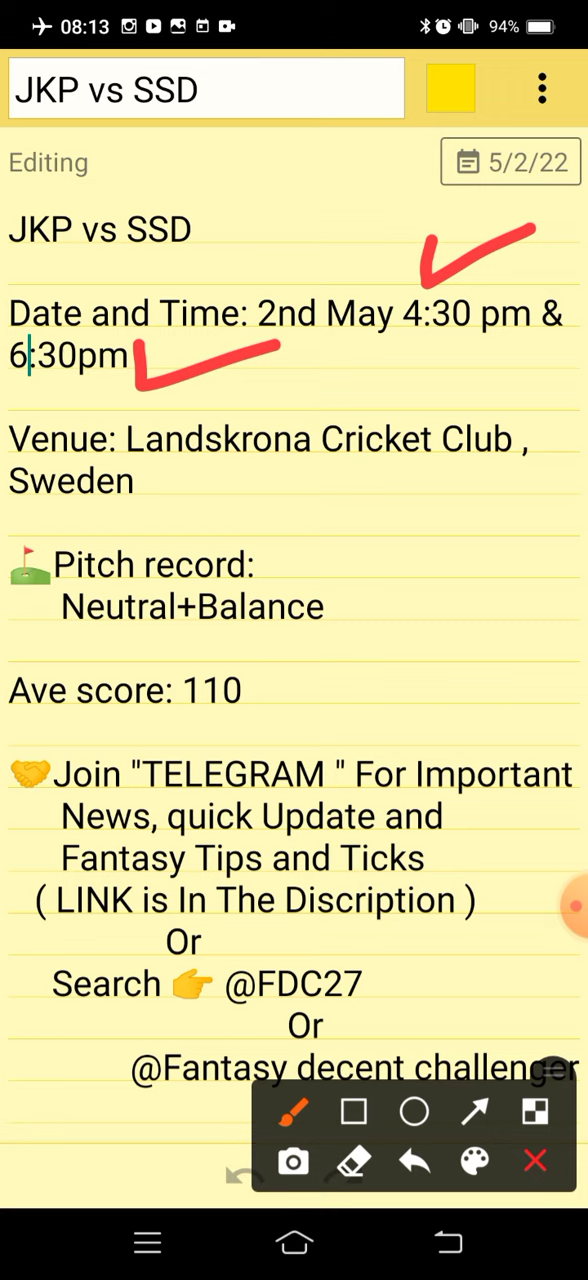 08:13
94%
JKP vs SSD
Editing
5/2/22
JKP vs SSD
Date and Time: 2nd May 4:30 pm &
6:30pm
Venue: Landskrona Cricket Club ,
Sweden
Pitch record:
Neutral+Balance
Ave score: 110
Join "TELEGRAM " For Important
News, quick Update and
Fantasy Tips and Ticks
( LINK is In The Discription )
Or
Search 👉 @FDC27
Or
@Fantasy decent challenger